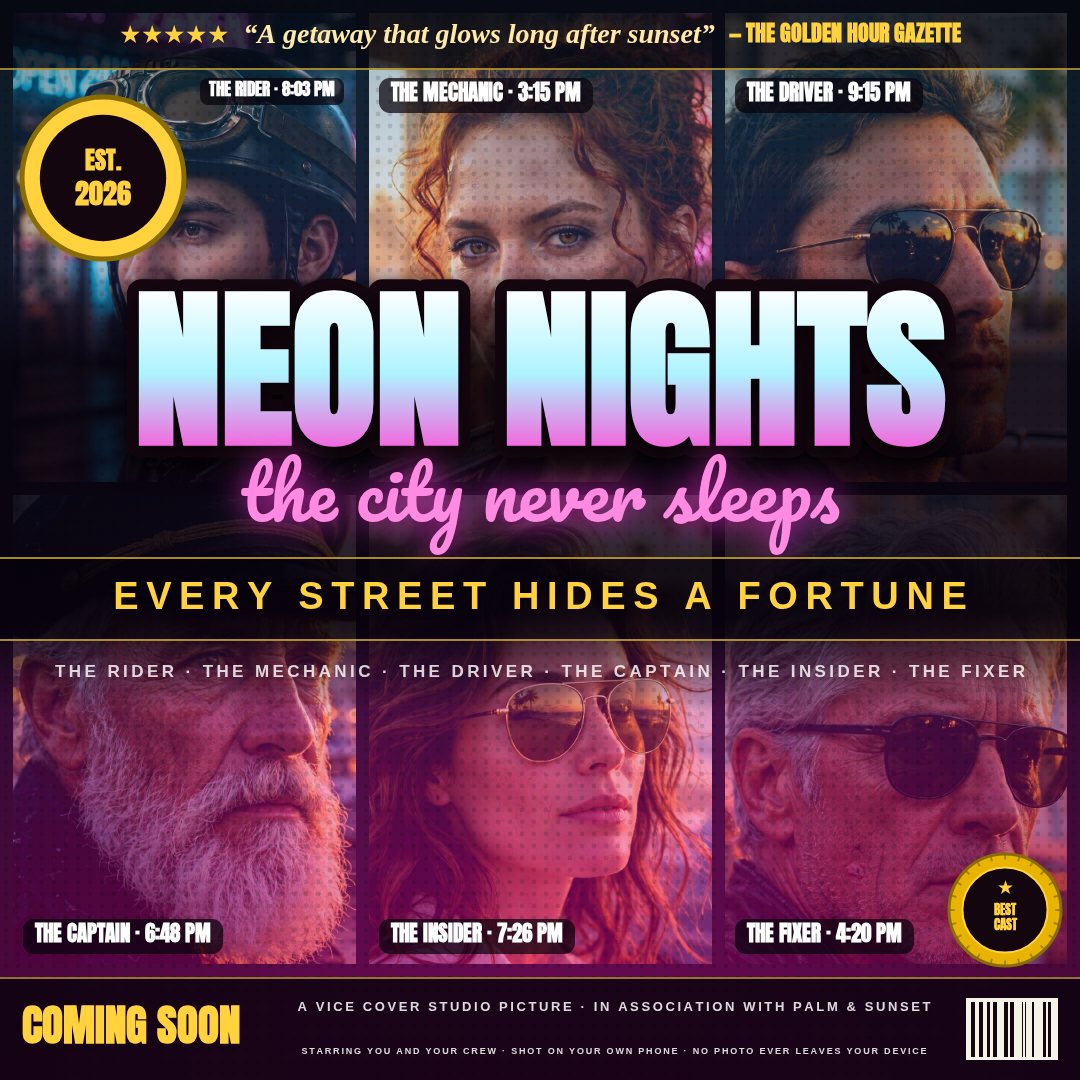 ★★★★★ “A getaway that glows long after sunset” – THE GOLDEN HOUR GAZETTE
THE RIDER · 8:03 PM
THE MECHANIC · 3:15 PM
THE DRIVER · 9:15 PM
EST.
2026
NEON NIGHTS
the city never sleeps
EVERY STREET HIDES A FORTUNE
THE RIDER · THE MECHANIC · THE DRIVER · THE CAPTAIN · THE INSIDER · THE FIXER
THE CAPTAIN · 6:48 PM
THE INSIDER · 7:26 PM
THE FIXER · 4:20 PM
★
BEST
CAST
COMING SOON
A VICE COVER STUDIO PICTURE · IN ASSOCIATION WITH PALM & SUNSET
STARRING YOU AND YOUR CREW · SHOT ON YOUR OWN PHONE · NO PHOTO EVER LEAVES YOUR DEVICE